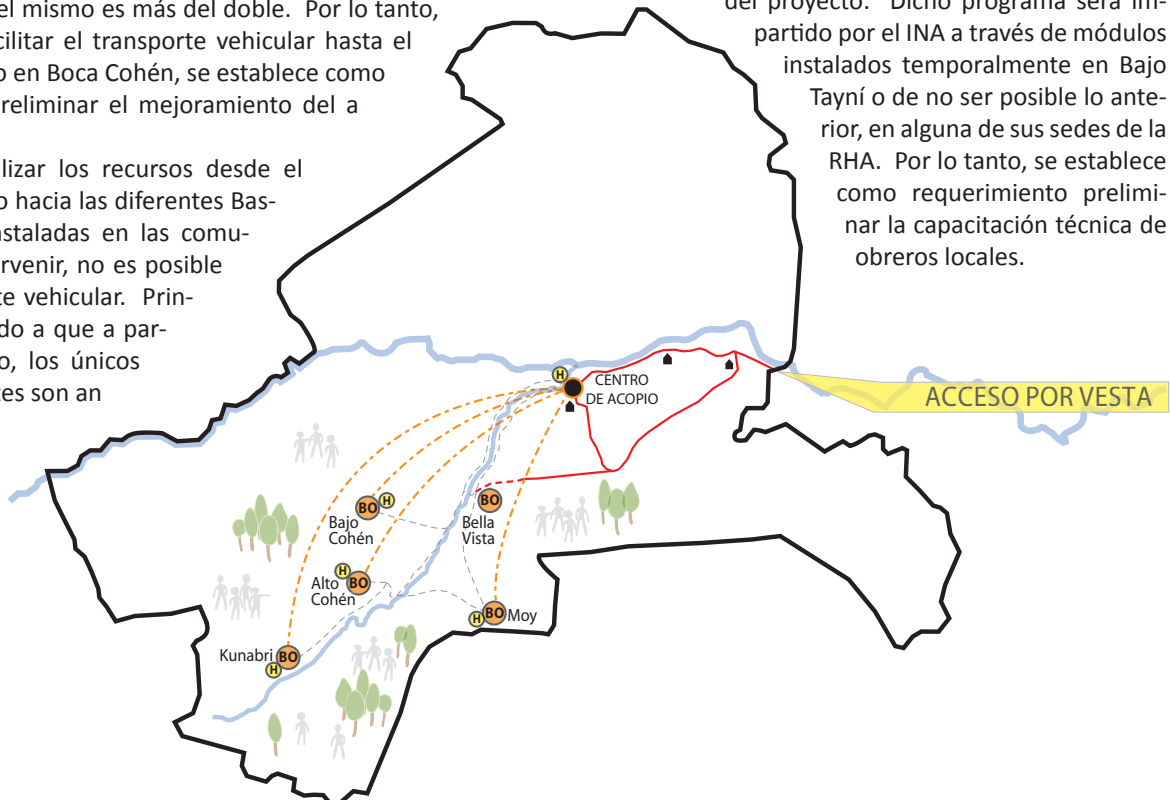 el mismo es más del doble. Por lo tanto,
cilitar el transporte vehicular hasta el
o en Boca Cohén, se establece como
reliminar el mejoramiento del a
lizar los recursos desde el
o hacia las diferentes Bas-
nstaladas en las comu-
ervenir, no es posible
te vehicular. Prin-
do a que a par-
o, los únicos
tes son an
del proyecto. Dicho programa será im-
partido por el INA a través de módulos
instalados temporalmente en Bajo
Tayní o de no ser posible lo ante-
rior, en alguna de sus sedes de la
RHA. Por lo tanto, se establece
como requerimiento prelimi-
nar la capacitación técnica de
obreros locales.
H
CENTRO
DE ACOPIO
ACCESO POR VESTA
BO
H
Bajo
Cohén
BO
Bella
Vista
H
BO
Alto
Cohén
H
BO
Moy
Kunabri
BO
H